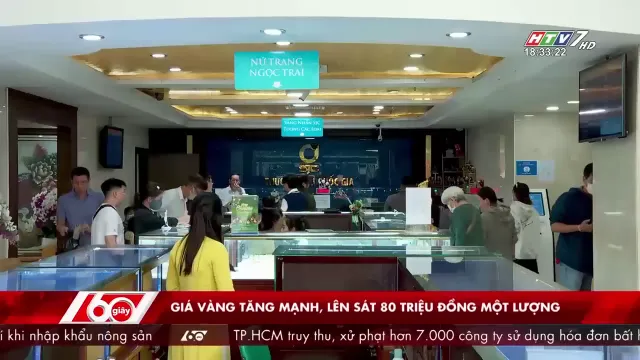 HTV7 HD
18:33:22
NỮ TRANG
NGỌC TRAI
SJC
60 giây
GIÁ VÀNG TĂNG MẠNH, LÊN SÁT 80 TRIỆU ĐỒNG MỘT LƯỢNG
í khi nhập khẩu nông sản 60 TP.HCM truy thu, xử phạt hơn 7.000 công ty sử dụng hóa đơn bất